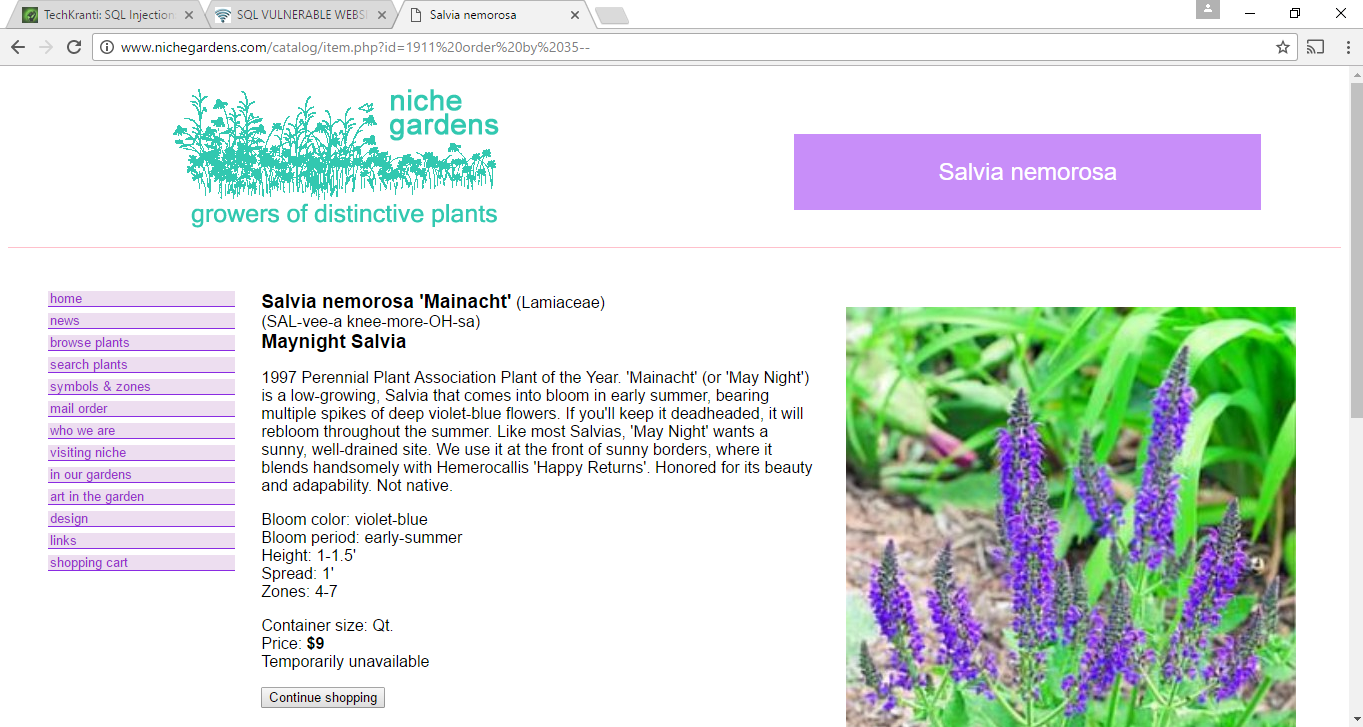 TechKranti: SQL Injection
SQL VULNERABLE WEBSI
Salvia nemorosa
www.nichegardens.com/catalog/item.php?id=1911%20order%20by%2035--
niche
gardens
growers of distinctive plants
Salvia nemorosa
home
news
browse plants
search plants
symbols & zones
mail order
who we are
visiting niche
in our gardens
art in the garden
design
links
shopping cart
Salvia nemorosa 'Mainacht' (Lamiaceae)
(SAL-vee-a knee-more-OH-sa)
Maynight Salvia
1997 Perennial Plant Association Plant of the Year. 'Mainacht' (or 'May Night')
is a low-growing, Salvia that comes into bloom in early summer, bearing
multiple spikes of deep violet-blue flowers. If you'll keep it deadheaded, it will
rebloom throughout the summer. Like most Salvias, 'May Night' wants a
sunny, well-drained site. We use it at the front of sunny borders, where it
blends handsomely with Hemerocallis 'Happy Returns'. Honored for its beauty
and adapability. Not native.
Bloom color: violet-blue
Bloom period: early-summer
Height: 1-1.5'
Spread: 1'
Zones: 4-7
Container size: Qt.
Price: $9
Temporarily unavailable
Continue shopping